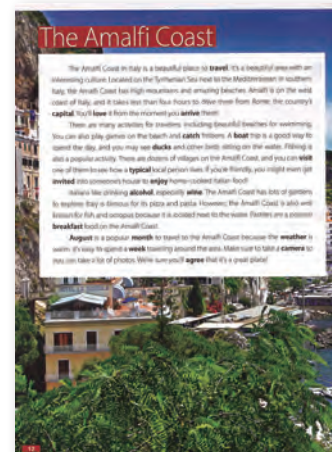 The Amalfi Coast
The Amalfi Coast in Italy is a beautiful place to travel. It's a beautiful area with an
interesting culture. Located on the Tyrrhenian Sea next to the Mediterranean in southern
Italy, the Amalfi Coast has high mountains and amazing beaches. Amalfi is on the west
coast of Italy, and it takes less than four hours to drive there from Rome, the country's
capital. You'll love it from the moment you arrive there!
There are many activities for travelers, including beautiful beaches for swimming.
You can also play games on the beach and catch frisbees. A boat trip is a good way to
spend the day, and you may see ducks and other birds sitting on the water. Fishing is
also a popular activity. There are dozens of villages on the Amalfi Coast, and you can visit
one of them to see how a typical local person lives. If you're friendly, you might even get
invited into someone's house to enjoy home-cooked Italian food!
Italians like drinking alcohol, especially wine. The Amalfi Coast has lots of gardens
to explore. Italy is famous for its pizza and pasta. However, the Amalfi Coast is also well
known for fish and octopus because it is located next to the water. Pastries are a common
breakfast food on the Amalfi Coast.
August is a popular month to travel to the Amalfi Coast because the weather is
warm. It's easy to spend a week traveling around the area. Make sure to take a camera so
you can take a lot of photos. We're sure you'll agree that it's a great place!
12